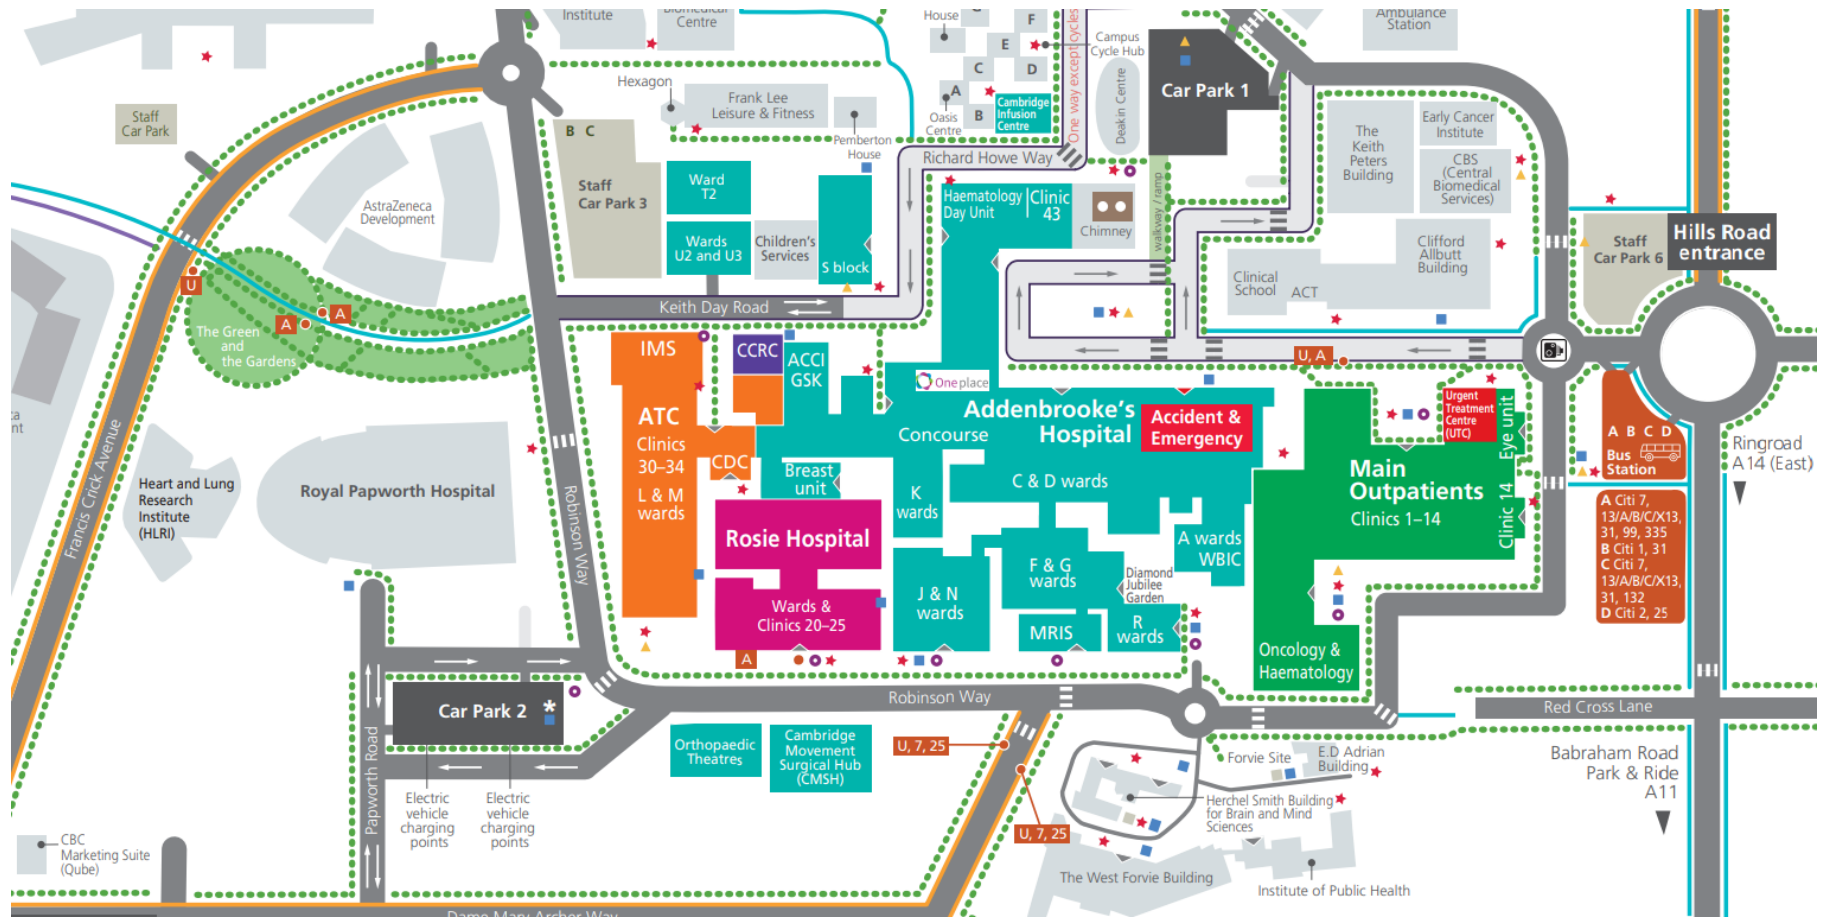 Institute
Biomedical
Centre
House
F
E
C
D
A
B
Campus
Cycle Hub
One way except cycles
Ambulance
Station
Car Park 1
Hexagon
Frank Lee
Leisure & Fitness
Pemberton
House
Oasis
Centre
Cambridge
Infusion
Centre
Deakin Centre
Staff
Car Park
B C
Staff
Car Park 3
Ward
T2
Wards
U2 and U3
Children's
Services
S block
Richard Howe Way
Haematology
Day Unit
Clinic
43
Chimney
walkway / ramp
The
Keith
Peters
Building
Early Cancer
Institute
CBS
(Central
Biomedical
Services)
Clifford
Allbutt
Building
Clinical
School
ACT
Staff
Car Park 6
Hills Road
entrance
AstraZeneca
Development
U
A
A
The Green
and
the Gardens
Keith Day Road
IMS
ATC
Clinics
30–34
L & M
wards
CCRC
ACCI
GSK
CDC
Breast
unit
One place
Concourse
Addenbrooke's
Hospital
Accident &
Emergency
U, A
Urgent
Treatment
Centre
(UTC)
Eye unit
Clinic 14
Main
Outpatients
Clinics 1–14
Oncology &
Haematology
A B C D
Bus
Station
A Citi 7,
13/A/B/C/X13,
31, 99, 335
B Citi 1, 31
C Citi 7,
13/A/B/C/X13,
31, 132
D Citi 2, 25
Ringroad
A14 (East)
Francis Crick Avenue
Heart and Lung
Research
Institute
(HLRI)
Royal Papworth Hospital
Robinson Way
Rosie Hospital
Wards &
Clinics 20–25
K
wards
C & D wards
A wards
WBIC
F & G
wards
J & N
wards
Diamond
Jubilee
Garden
MRIS
R
wards
A
Robinson Way
Car Park 2
*
Papworth Road
Electric
vehicle
charging
points
Electric
vehicle
charging
points
Orthopaedic
Theatres
Cambridge
Movement
Surgical Hub
(CMSH)
U, 7, 25
U, 7, 25
Red Cross Lane
Babraham Road
Park & Ride
A11
Forvie Site
E.D Adrian
Building
Herchel Smith Building
for Brain and Mind
Sciences
The West Forvie Building
Institute of Public Health
CBC
Marketing Suite
(Qube)
Dame Mary Archer Way